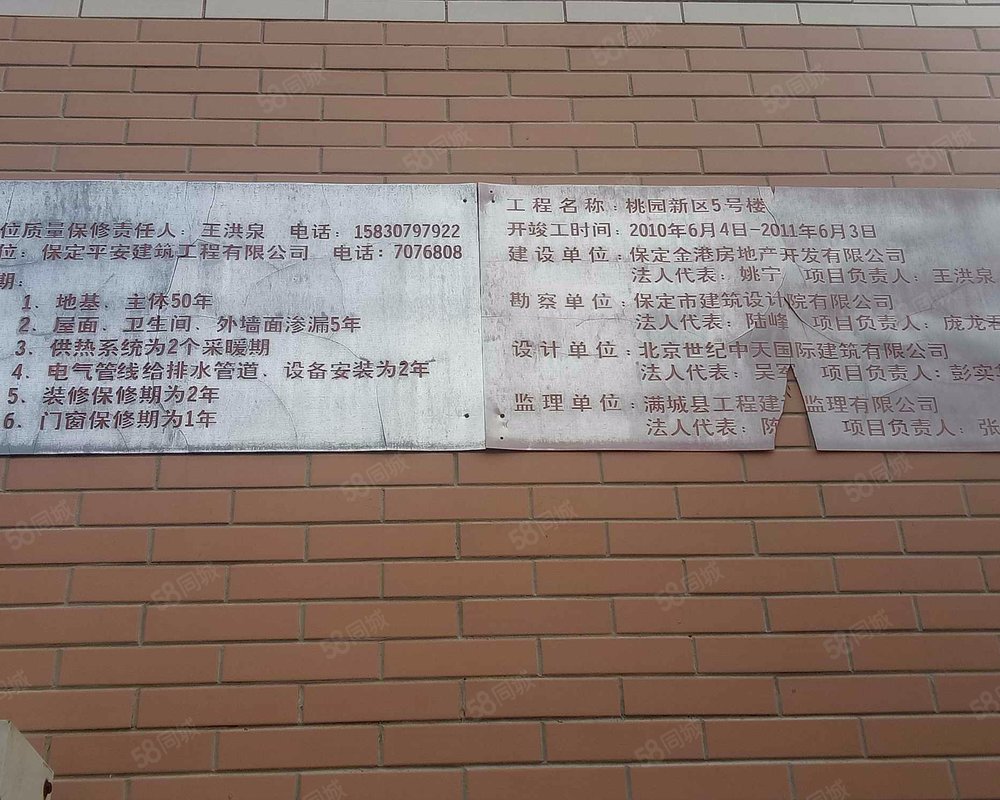 位质量保修责任人：王洪泉 电话：15830797922
位：保定平安建筑工程有限公司 电话：7076808
期：
1、地基、主体50年
2、屋面、卫生间、外墙面渗漏5年
3、供热系统为2个采暖期
4、电气管线给排水管道、设备安装为2年
5、装修保修期为2年
6、门窗保修期为1年
工程名称：桃园新区5号楼
开竣工时间：2010年6月4日-2011年6月3日
建设单位：保定金港房地产开发有限公司
法人代表：姚宁 项目负责人：王洪泉
勘察单位：保定市建筑设计院有限公司
法人代表：陆峰 项目负责人：庞龙君
设计单位：北京世纪中天国际建筑有限公司
法人代表：吴军 项目负责人：彭实
监理单位：满城县工程建 监理有限公司
法人代表：陈 项目负责人：张
58同城